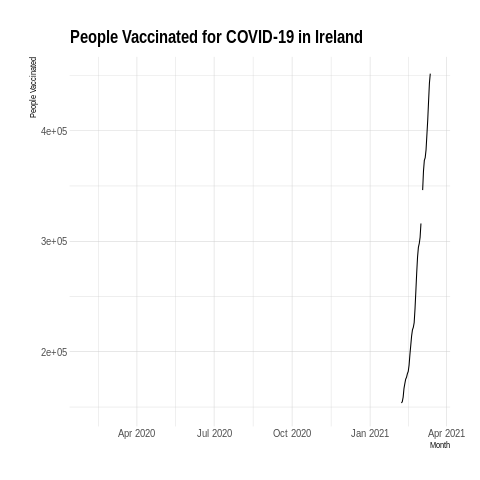 People Vaccinated for COVID-19 in Ireland
People Vaccinated
4e+05
3e+05
2e+05
Apr 2020 Jul 2020 Oct 2020 Jan 2021 Apr 2021
Month